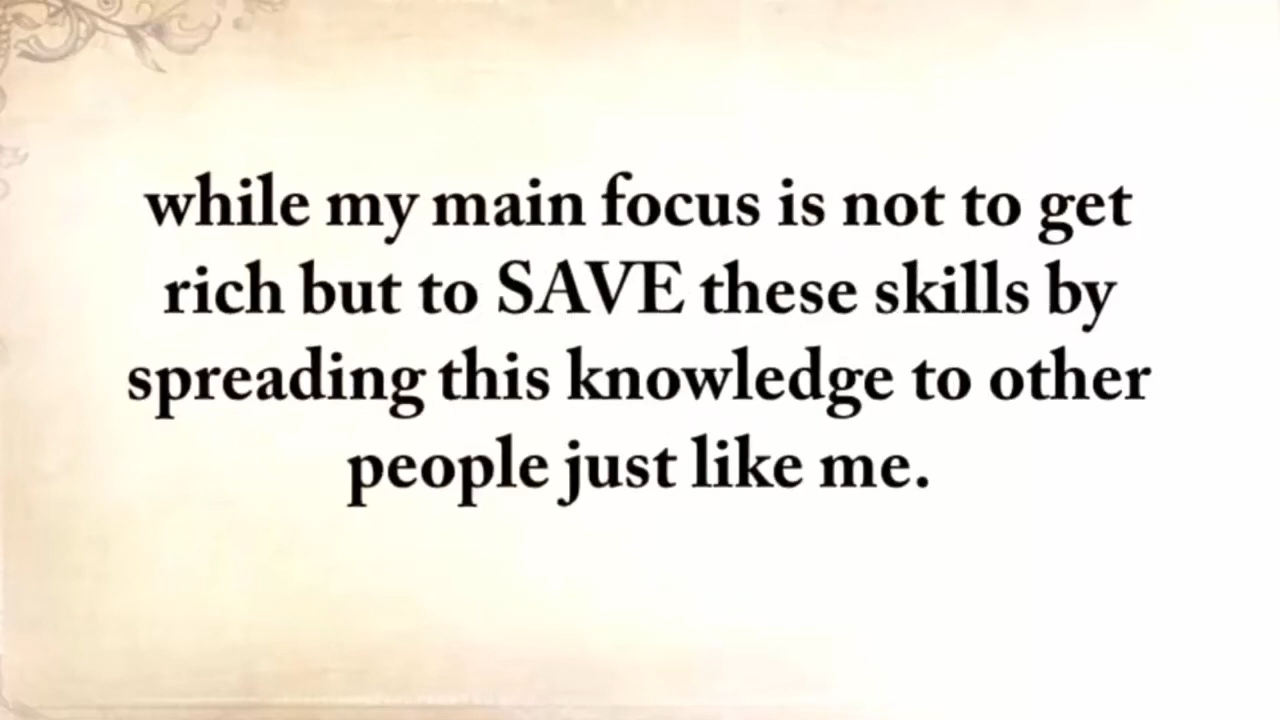 while my main focus is not to get
rich but to SAVE these skills by
spreading this knowledge to other
people just like me.